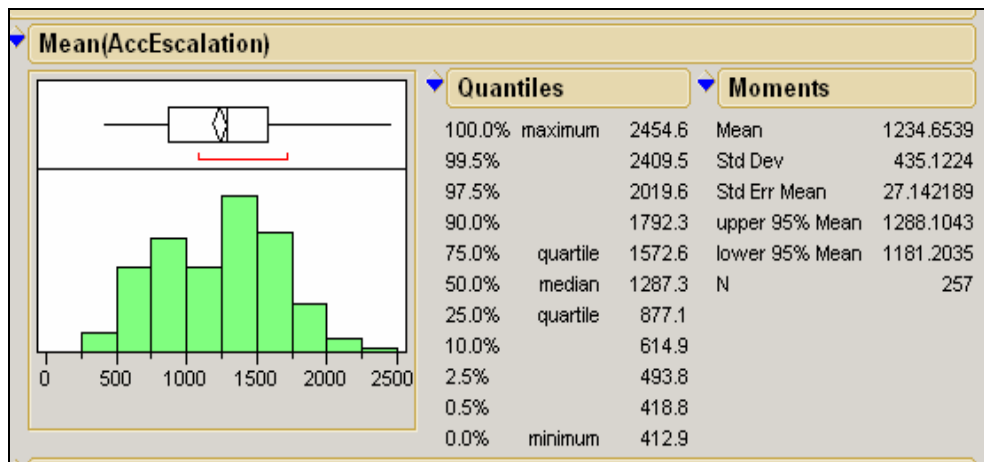 Mean(AccEscalation)
0 500 1000 1500 2000 2500
Quantiles
100.0% maximum 2454.6
99.5% 2409.5
97.5% 2019.6
90.0% 1792.3
75.0% quartile 1572.6
50.0% median 1287.3
25.0% quartile 877.1
10.0% 614.9
2.5% 493.8
0.5% 418.8
0.0% minimum 412.9
Moments
Mean 1234.6539
Std Dev 435.1224
Std Err Mean 27.142189
upper 95% Mean 1288.1043
lower 95% Mean 1181.2035
N 257